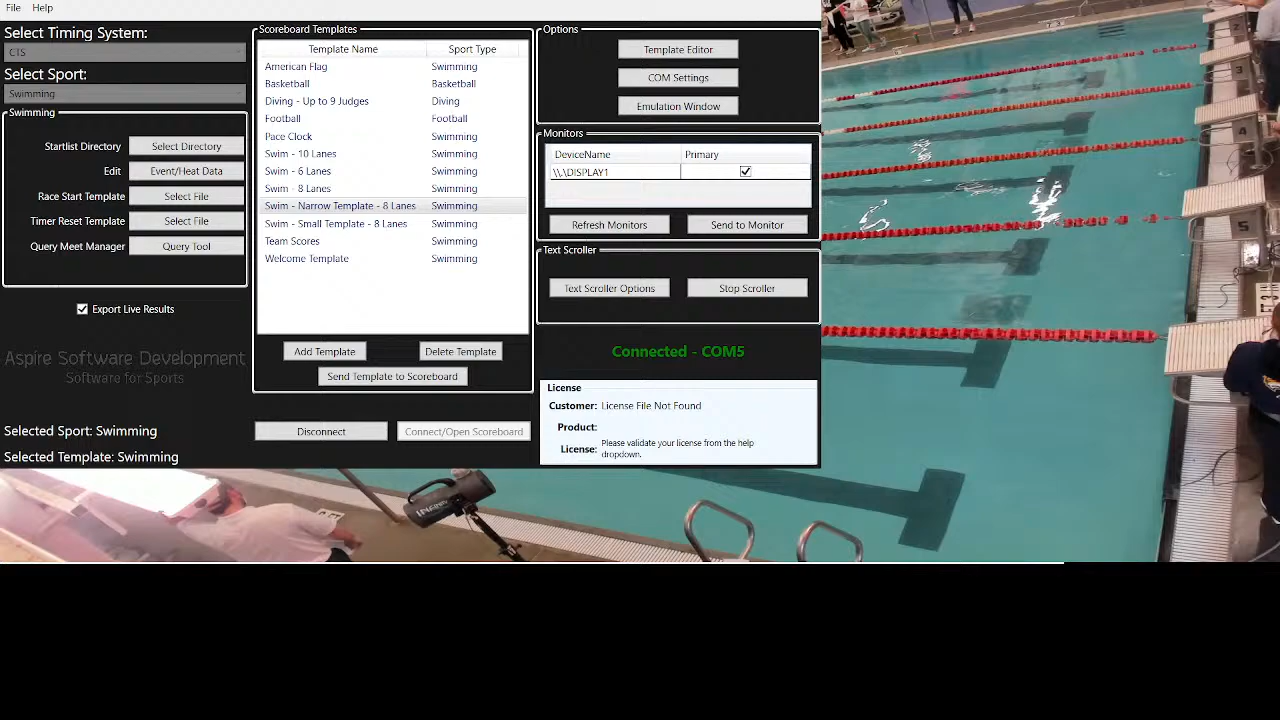 File Help
Select Timing System:
CTS
Select Sport:
Swimming
Swimming
Startlist Directory Select Directory
Edit Event/Heat Data
Race Start Template Select File
Timer Reset Template Select File
Query Meet Manager Query Tool
Export Live Results
Aspire Software Development
Software for Sports
Selected Sport: Swimming
Selected Template: Swimming
Scoreboard Templates
Template Name Sport Type
American Flag Swimming
Basketball Basketball
Diving - Up to 9 Judges Diving
Football Football
Pace Clock Swimming
Swim - 10 Lanes Swimming
Swim - 6 Lanes Swimming
Swim - 8 Lanes Swimming
Swim - Narrow Template - 8 Lanes Swimming
Swim - Small Template - 8 Lanes Swimming
Team Scores Swimming
Welcome Template Swimming
Add Template Delete Template
Send Template to Scoreboard
Disconnect Connect/Open Scoreboard
Options
Template Editor
COM Settings
Emulation Window
Monitors
DeviceName Primary
\\.\DISPLAY1
Refresh Monitors Send to Monitor
Text Scroller
Text Scroller Options Stop Scroller
Connected - COM5
License
Customer: License File Not Found
Product:
License: Please validate your license from the help
dropdown.
2
3
4
5